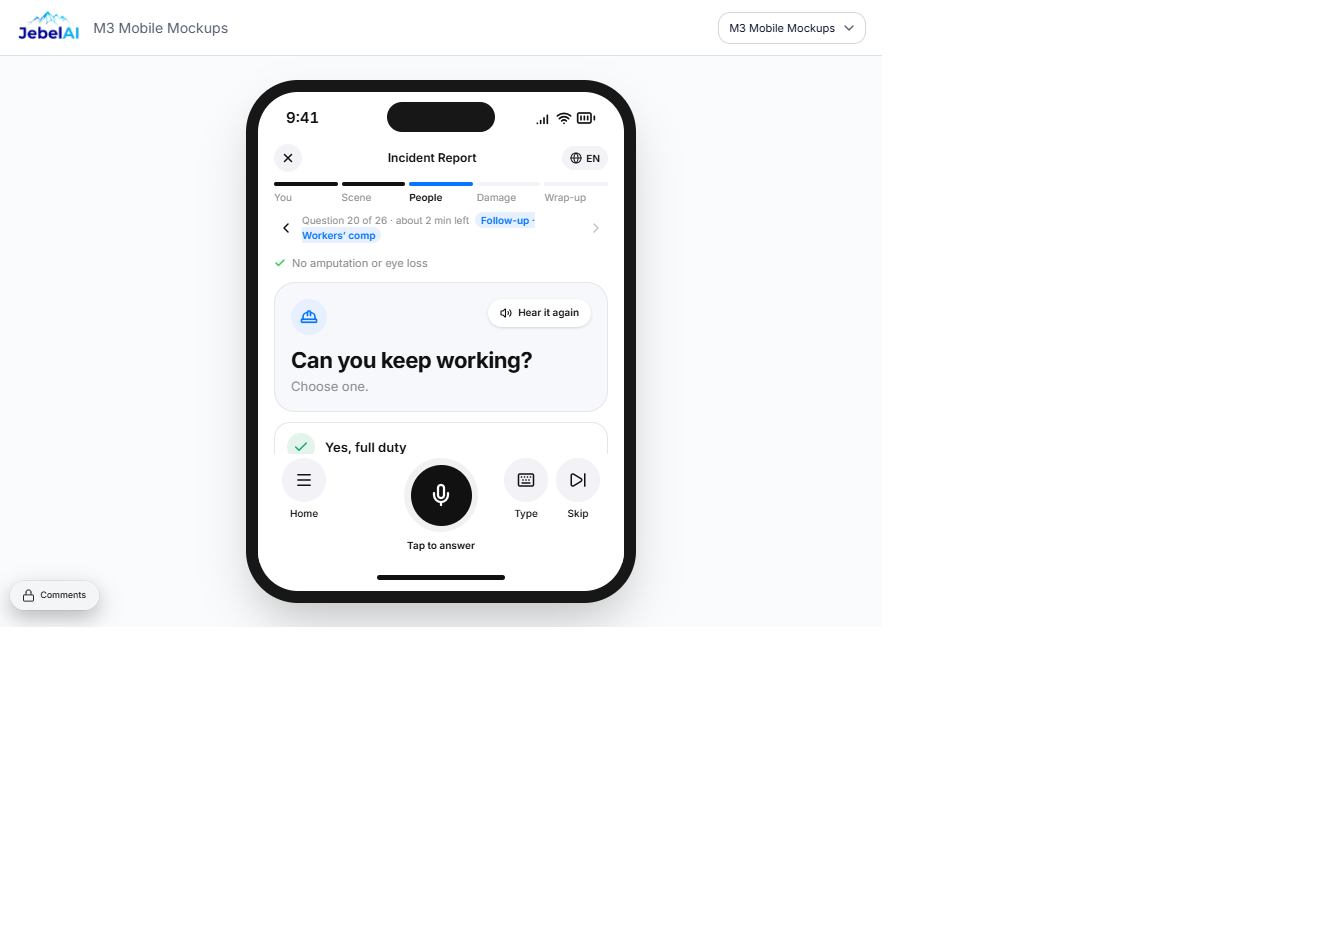 JebelAI
M3 Mobile Mockups
M3 Mobile Mockups
9:41
Incident Report
EN
You
Scene
People
Damage
Wrap-up
Question 20 of 26 · about 2 min left Follow-up ·
Workers’ comp
No amputation or eye loss
Hear it again
Can you keep working?
Choose one.
Yes, full duty
Home
Type
Skip
Tap to answer
Comments